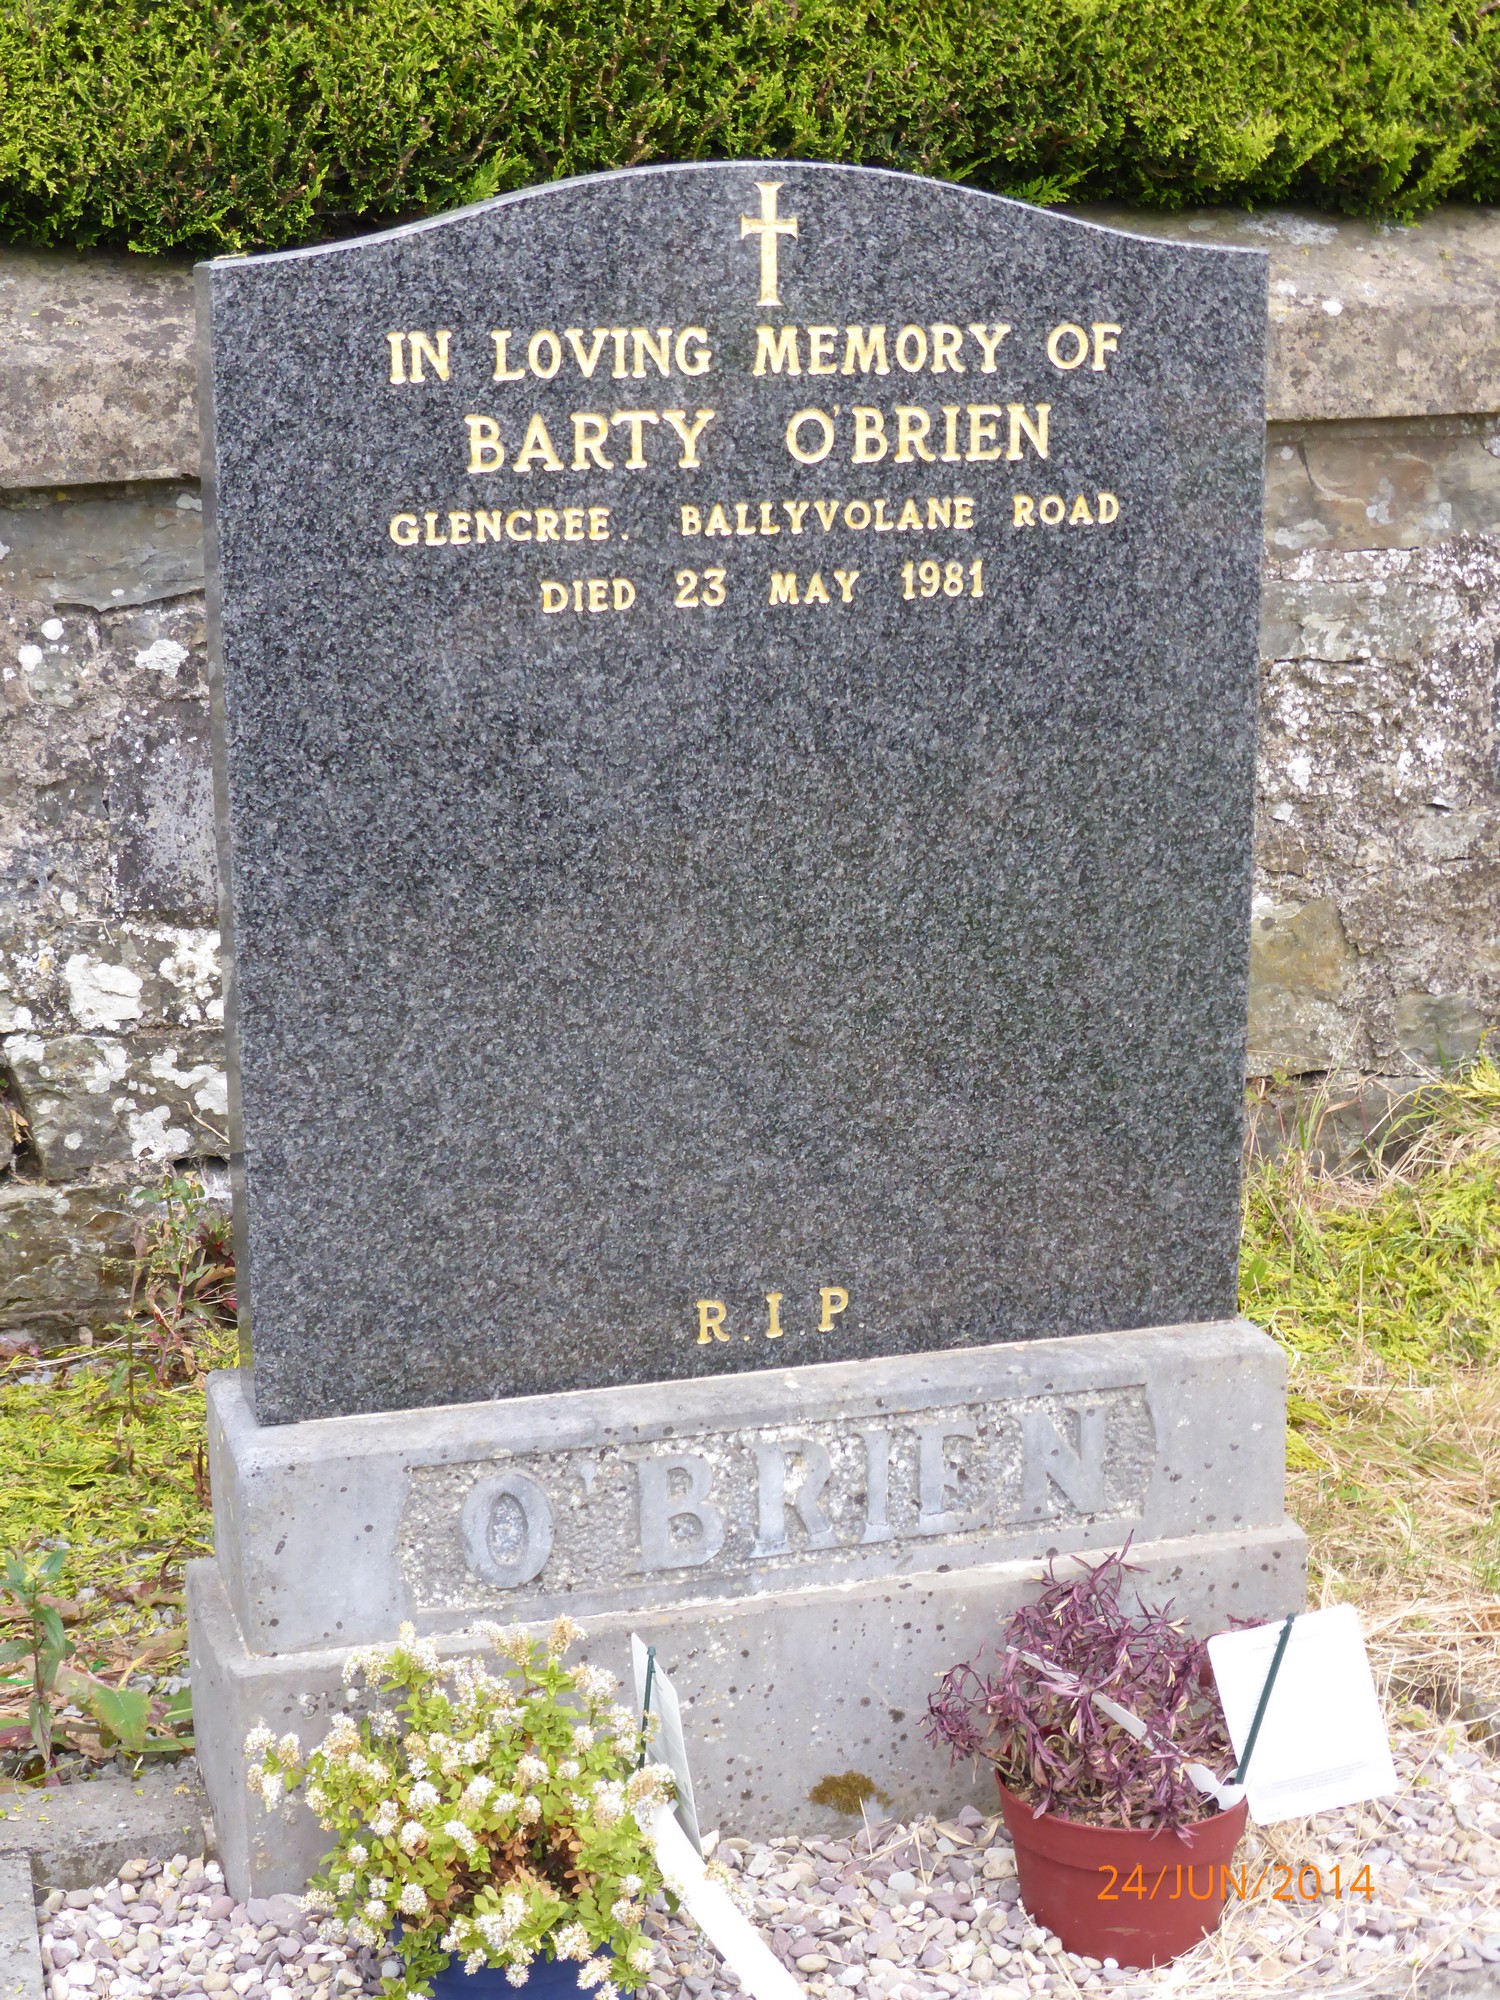 IN LOVING MEMORY OF
BARTY O'BRIEN
GLENCREE. BALLYVOLANE ROAD
DIED 23 MAY 1981
R.I.P.
O'BRIEN
24/JUN/2014